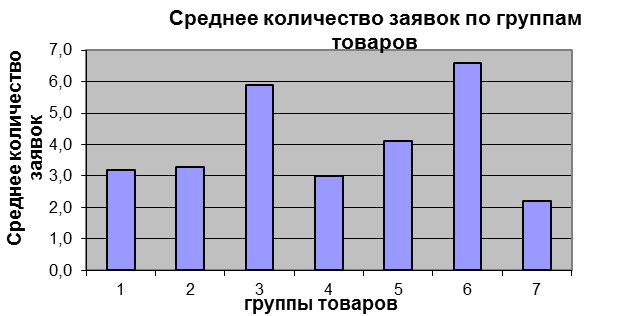 Среднее количество заявок по группам
товаров
Среднее количество
заявок
7,0
6,0
5,0
4,0
3,0
2,0
1,0
0,0
1 2 3 4 5 6 7
группы товаров